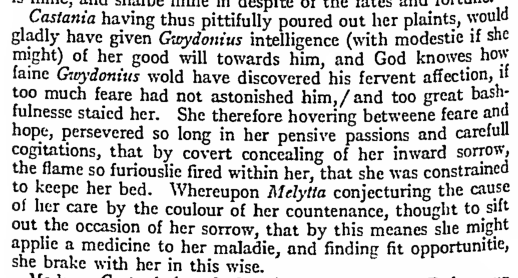 is mine, and shalbe mine in despite of the fates and fortune.
Castania having thus pittifully poured out her plaints, would
gladly have given Gwydonius intelligence (with modestie if she
might) of her good will towards him, and God knowes how
faine Gwydonius wold have discovered his fervent affection, if
too much feare had not astonished him,/and too great bash-
fulnesse staied her. She therefore hovering betweene feare and
hope, persevered so long in her pensive passions and carefull
cogitations, that by covert concealing of her inward sorrow,
the flame so furiouslie fired within her, that she was constrained
to keepe her bed. Whereupon Melytta conjecturing the cause
of her care by the coulour of her countenance, thought to sift
out the occasion of her sorrow, that by this meanes she might
applie a medicine to her maladie, and finding fit opportunitie,
she brake with her in this wise.